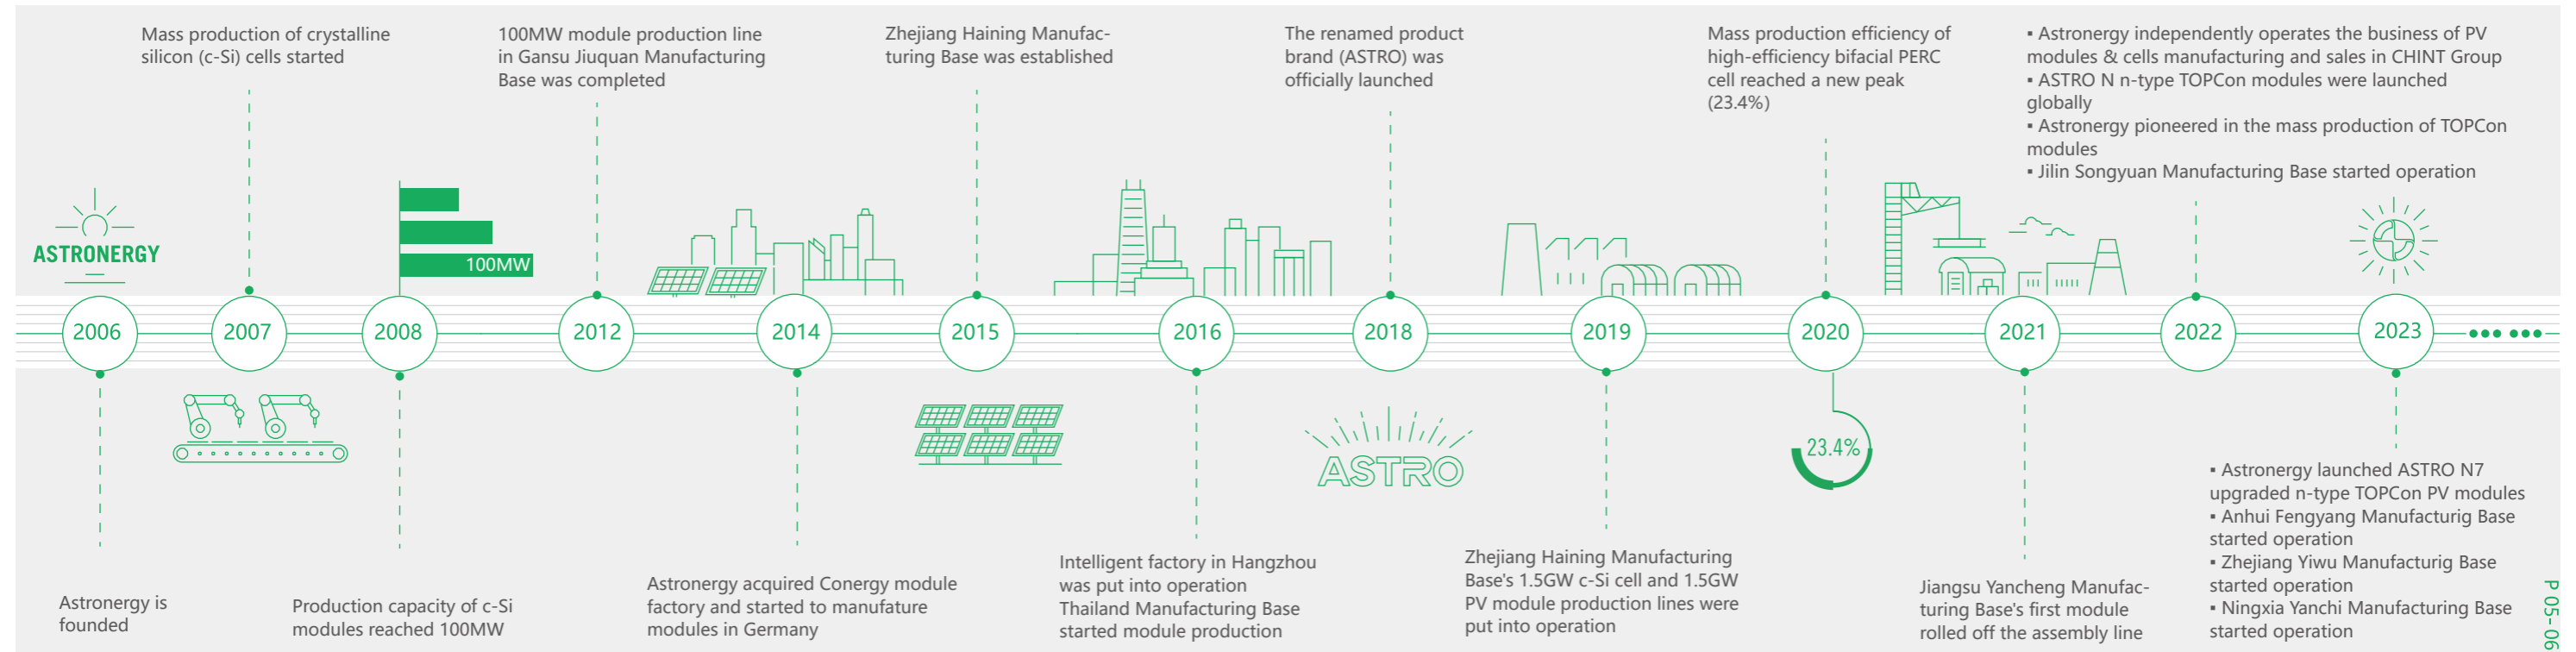 Mass production of crystalline
silicon (c-Si) cells started
100MW module production line
in Gansu Jiuquan Manufacturing
Base was completed
Zhejiang Haining Manufac-
turing Base was established
The renamed product
brand (ASTRO) was
officially launched
Mass production efficiency of
high-efficiency bifacial PERC
cell reached a new peak
(23.4%)
▪ Astronergy independently operates the business of PV
modules & cells manufacturing and sales in CHINT Group
▪ ASTRO N n-type TOPCon modules were launched
globally
▪ Astronergy pioneered in the mass production of TOPCon
modules
▪ Jilin Songyuan Manufacturing Base started operation
ASTRONERGY
100MW
2006
2007
2008
2012
2014
2015
2016
2018
2019
2020
2021
2022
2023
ASTRO
23.4%
Astronergy is
founded
Production capacity of c-Si
modules reached 100MW
Astronergy acquired Conergy module
factory and started to manufature
modules in Germany
Intelligent factory in Hangzhou
was put into operation
Thailand Manufacturing Base
started module production
Zhejiang Haining Manufacturing
Base's 1.5GW c-Si cell and 1.5GW
PV module production lines were
put into operation
Jiangsu Yancheng Manufac-
turing Base's first module
rolled off the assembly line
▪ Astronergy launched ASTRO N7
upgraded n-type TOPCon PV modules
▪ Anhui Fengyang Manufacturig Base
started operation
▪ Zhejiang Yiwu Manufacturig Base
started operation
▪ Ningxia Yanchi Manufacturing Base
started operation
P 05- 06